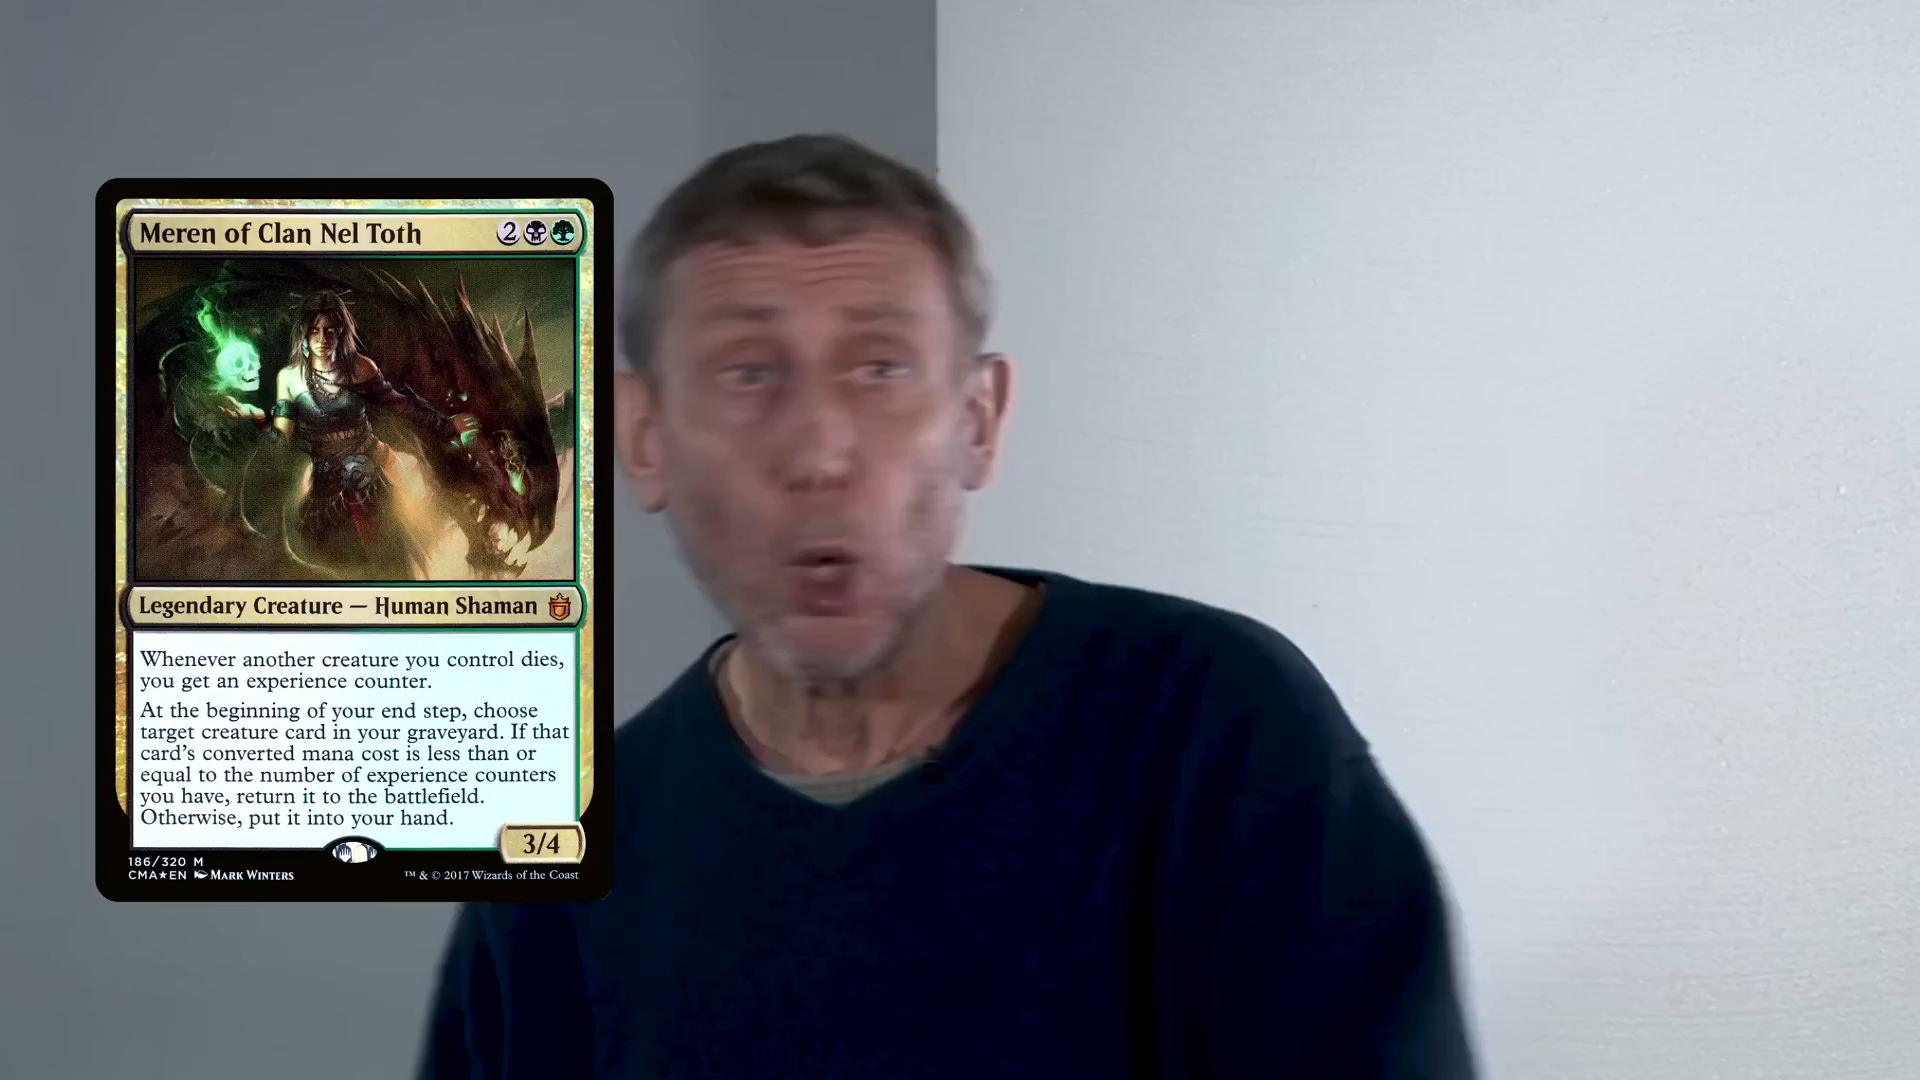 Meren of Clan Nel Toth 2
Legendary Creature — Human Shaman
Whenever another creature you control dies,
you get an experience counter.
At the beginning of your end step, choose
target creature card in your graveyard. If that
card's converted mana cost is less than or
equal to the number of experience counters
you have, return it to the battlefield.
Otherwise, put it into your hand.
3/4
186/320 M
CMA★EN Mark Winters
™ & © 2017 Wizards of the Coast